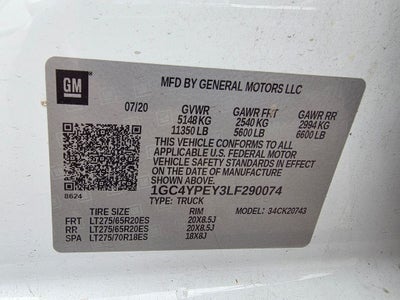 GM
MFD BY GENERAL MOTORS LLC
07/20 GVWR GAWR FRT GAWR RR
5148 KG 2540 KG 2994 KG
11350 LB 5600 LB 6600 LB
THIS VEHICLE CONFORMS TO ALL APPLICABLE
U.S. FEDERAL MOTOR
VEHICLE SAFETY STANDARDS IN EFFECT ON
THE DATE OF MANUFACTURE SHOWN ABOVE.
1GC4YPEY3LF290074
TYPE: TRUCK
8624
TIRE SIZE RIM 34CK20743
FRT LT275/65R20ES 20X8.5J
RR LT275/65R20ES 20X8.5J
SPA LT275/70R18ES 18X8J